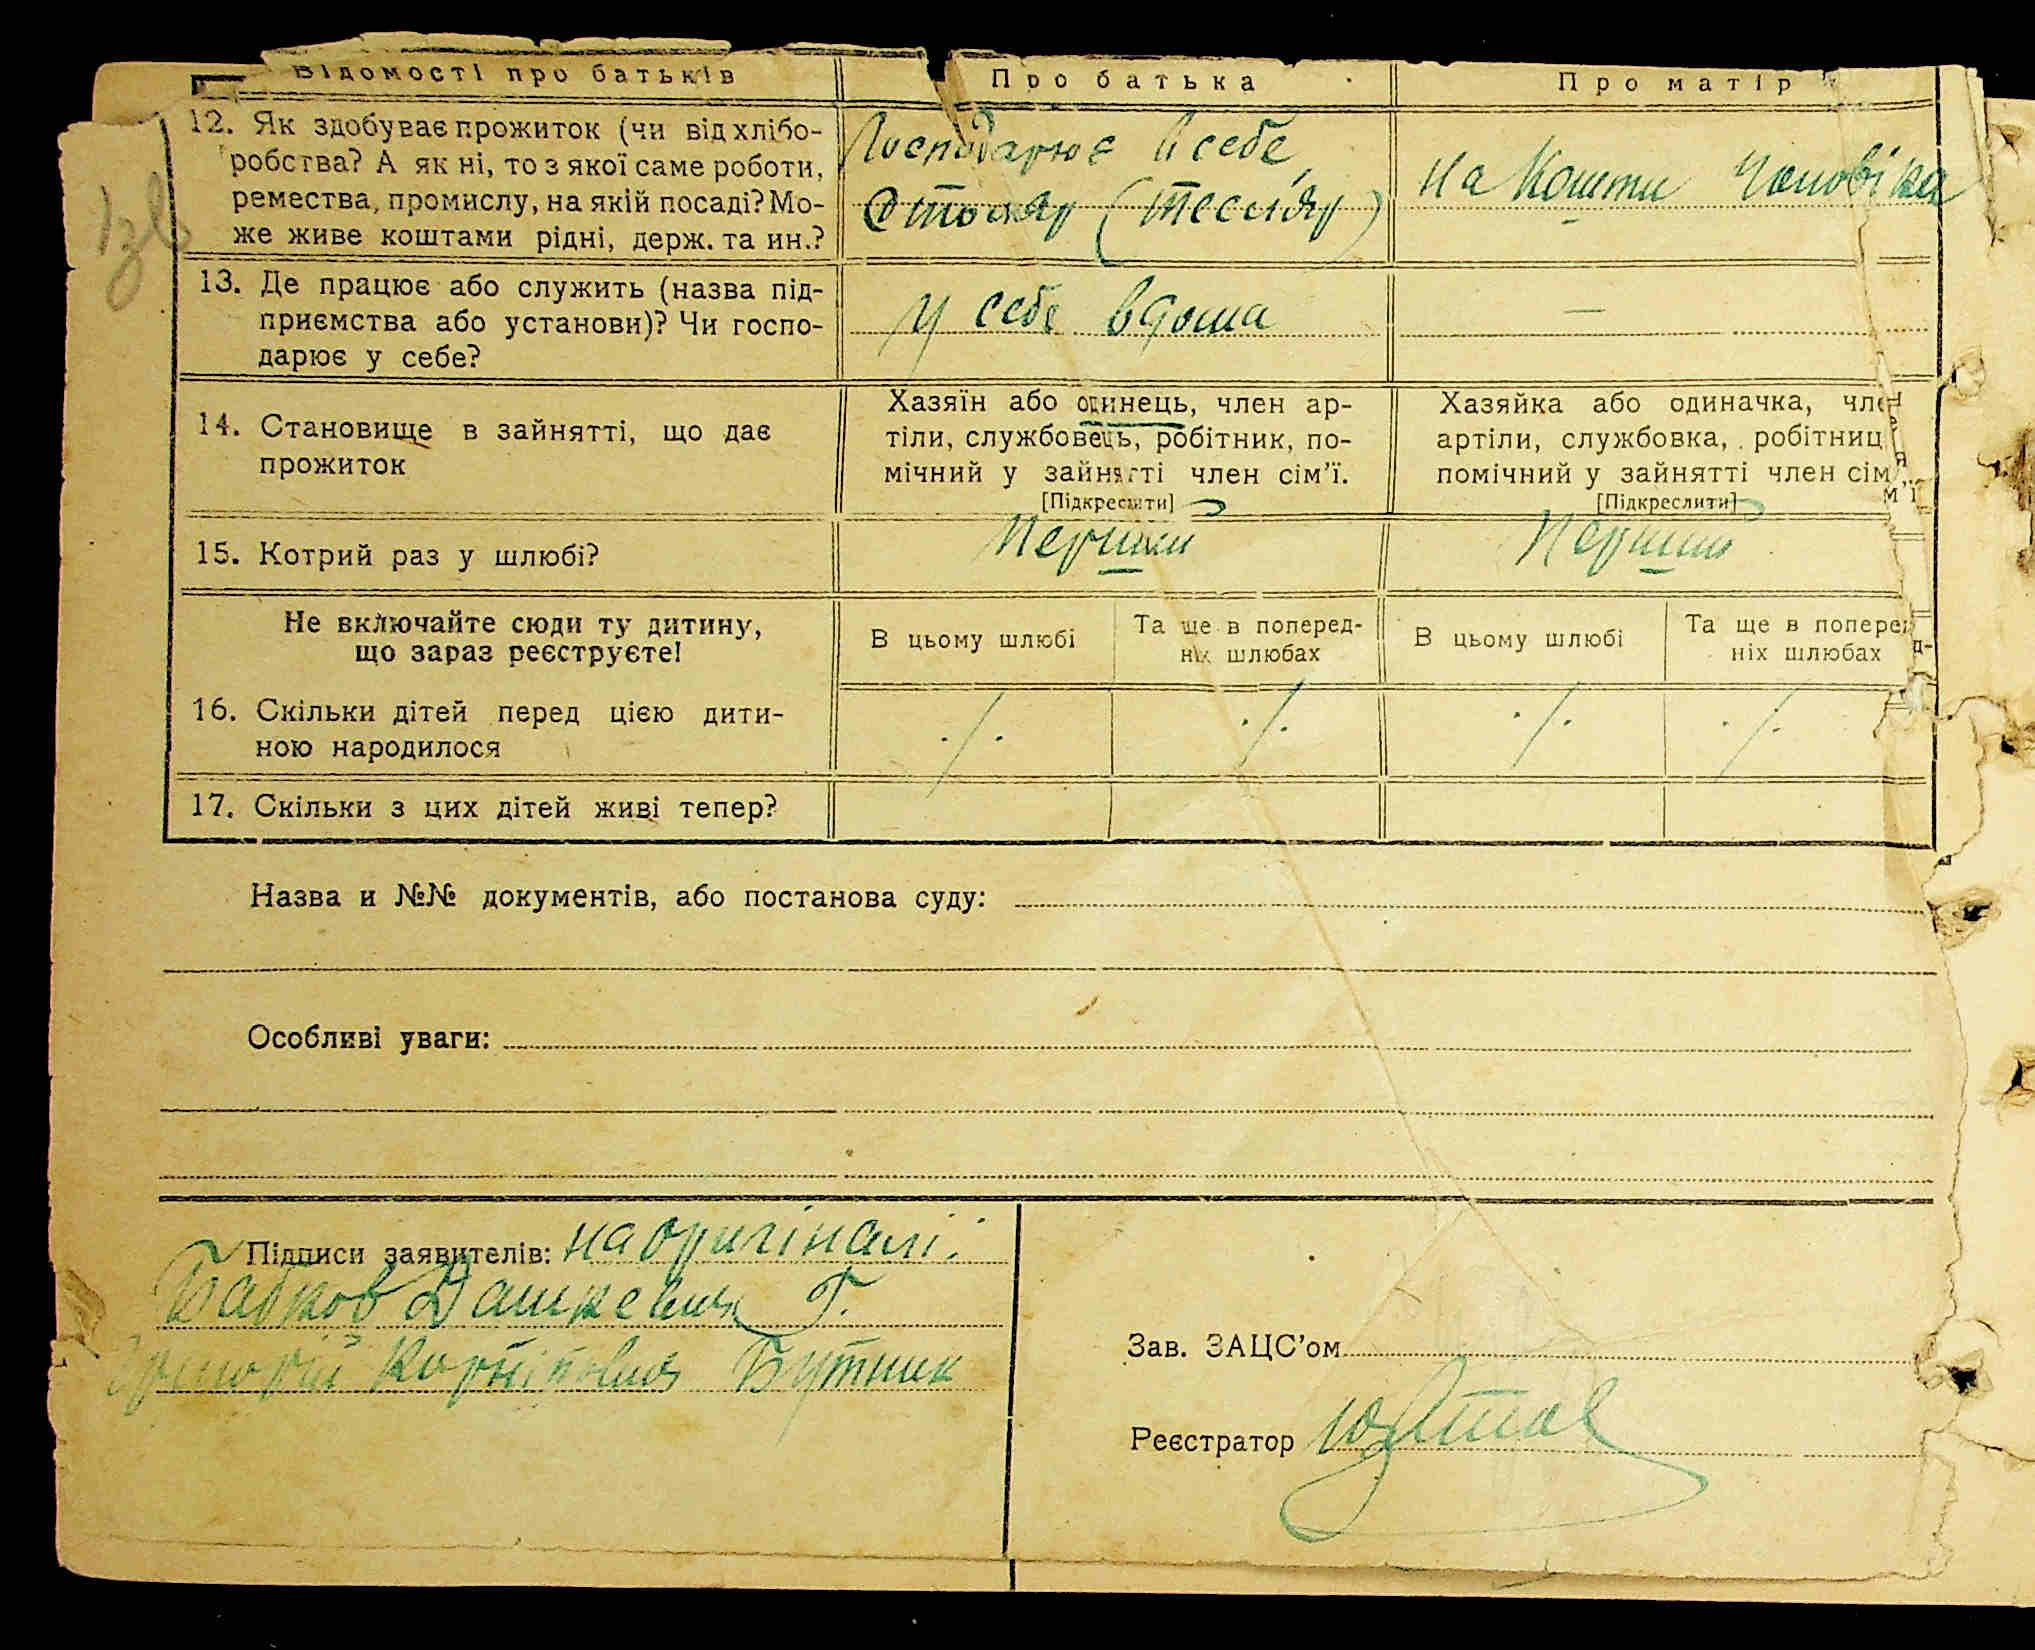 Відомості про батьків
Про батька
Про матір
12. Як здобуває прожиток (чи від хлібо-
робства? А як ні, то з якої саме роботи,
ремества, промислу, на якій посаді? Мо-
же живе коштами рідні, держ. та ин.?
Господарює в себе
Столяр (Тесляр)
на кошти чоловіка
13. Де працює або служить (назва під-
приємства або установи)? Чи госпо-
дарює у себе?
у себе вдома
—
14. Становище в зайнятті, що дає
прожиток
Хазяїн або одинець, член ар-
тіли, службовець, робітник, по-
мічний у зайнятті член сім'ї.
[Підкреслити]
Хазяйка або одиначка, член
артіли, службовка, робітниця
помічний у зайнятті член сім'ї
[Підкреслити]
15. Котрий раз у шлюбі?
Перший
Перший
Не включайте сюди ту дитину,
що зараз реєструєте!
В цьому шлюбі
Та ще в поперед-
ніх шлюбах
В цьому шлюбі
Та ще в поперед-
ніх шлюбах
16. Скільки дітей перед цією дити-
ною народилося
·/· ·/· ·/· ·/·
17. Скільки з цих дітей живі тепер?
Назва и №№ документів, або постанова суду:
Особливі уваги:
Підписи заявителів: на оригіналі:
Г.
Григорій Корнійович Бутник
Зав. ЗАЦС'ом
Реєстратор